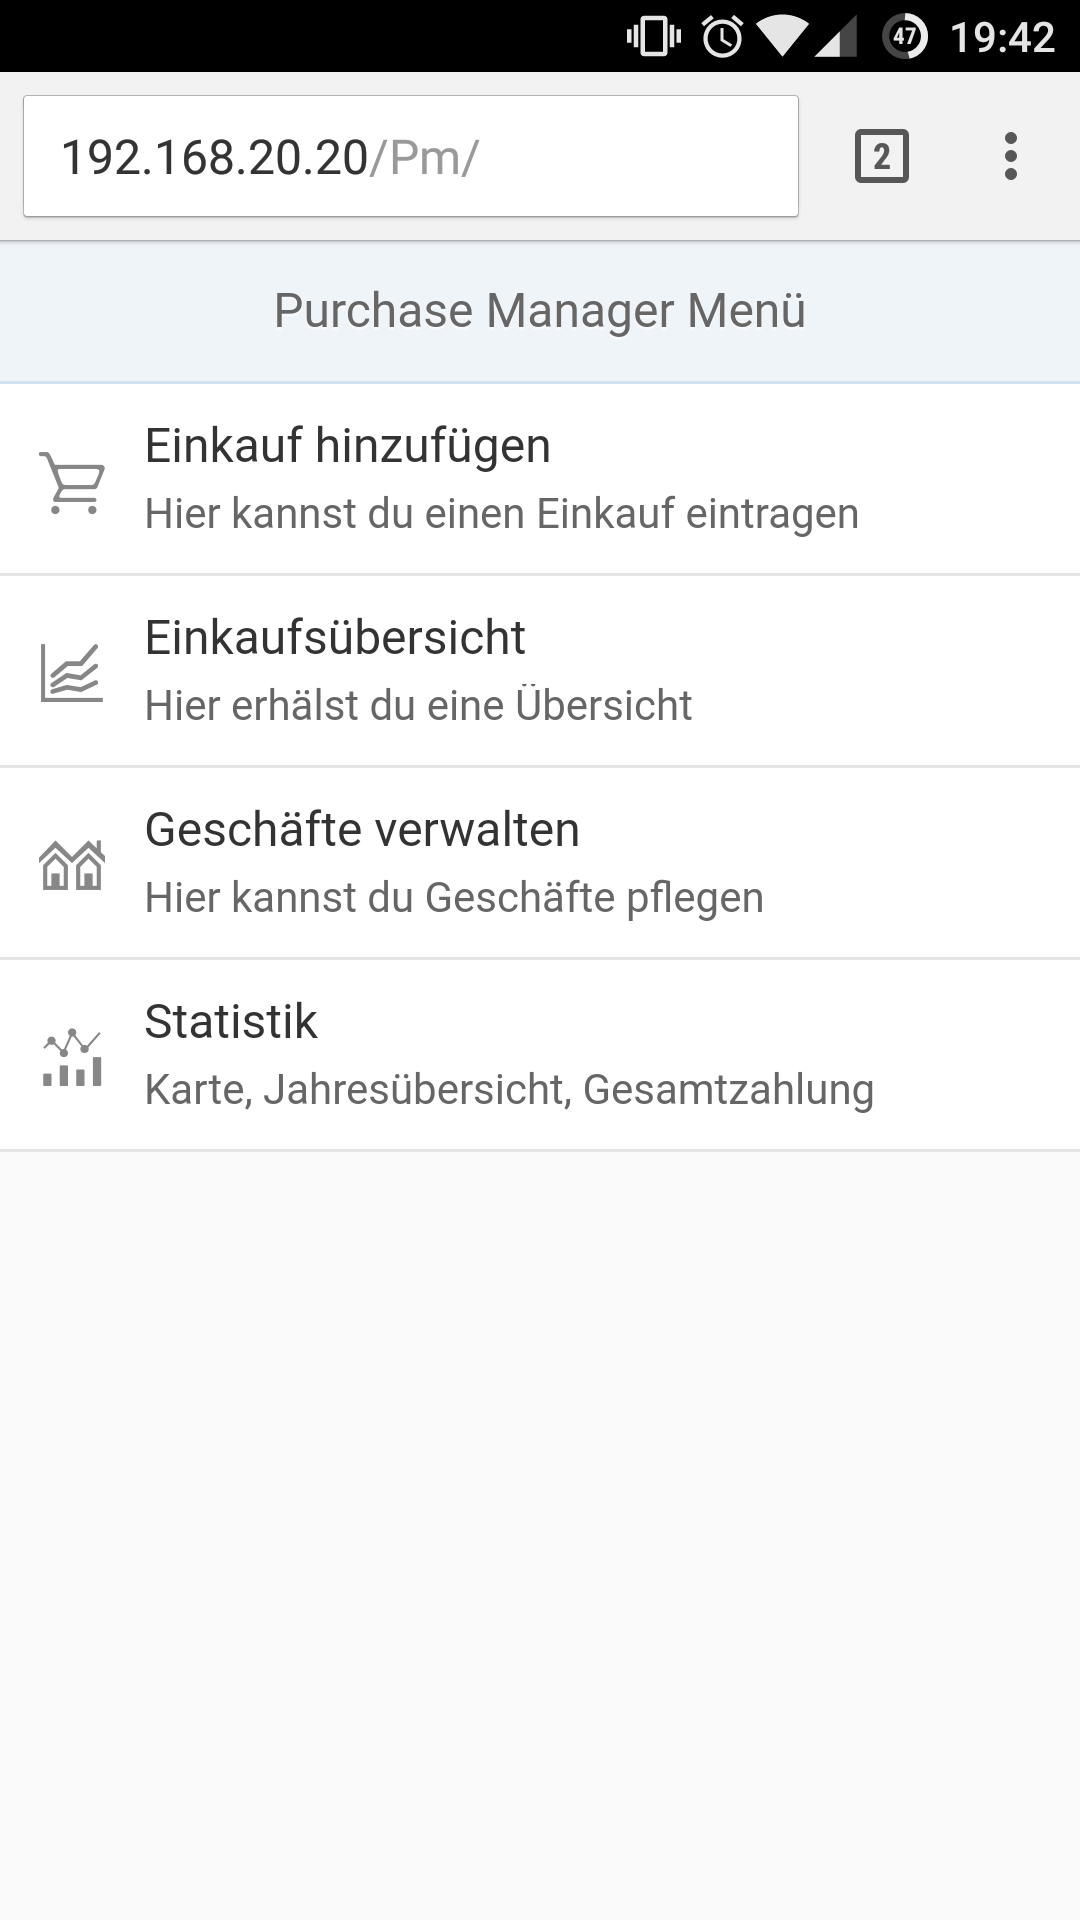 47 19:42
192.168.20.20/Pm/ 2
Purchase Manager Menü
Einkauf hinzufügen
Hier kannst du einen Einkauf eintragen
Einkaufsübersicht
Hier erhälst du eine Übersicht
Geschäfte verwalten
Hier kannst du Geschäfte pflegen
Statistik
Karte, Jahresübersicht, Gesamtzahlung